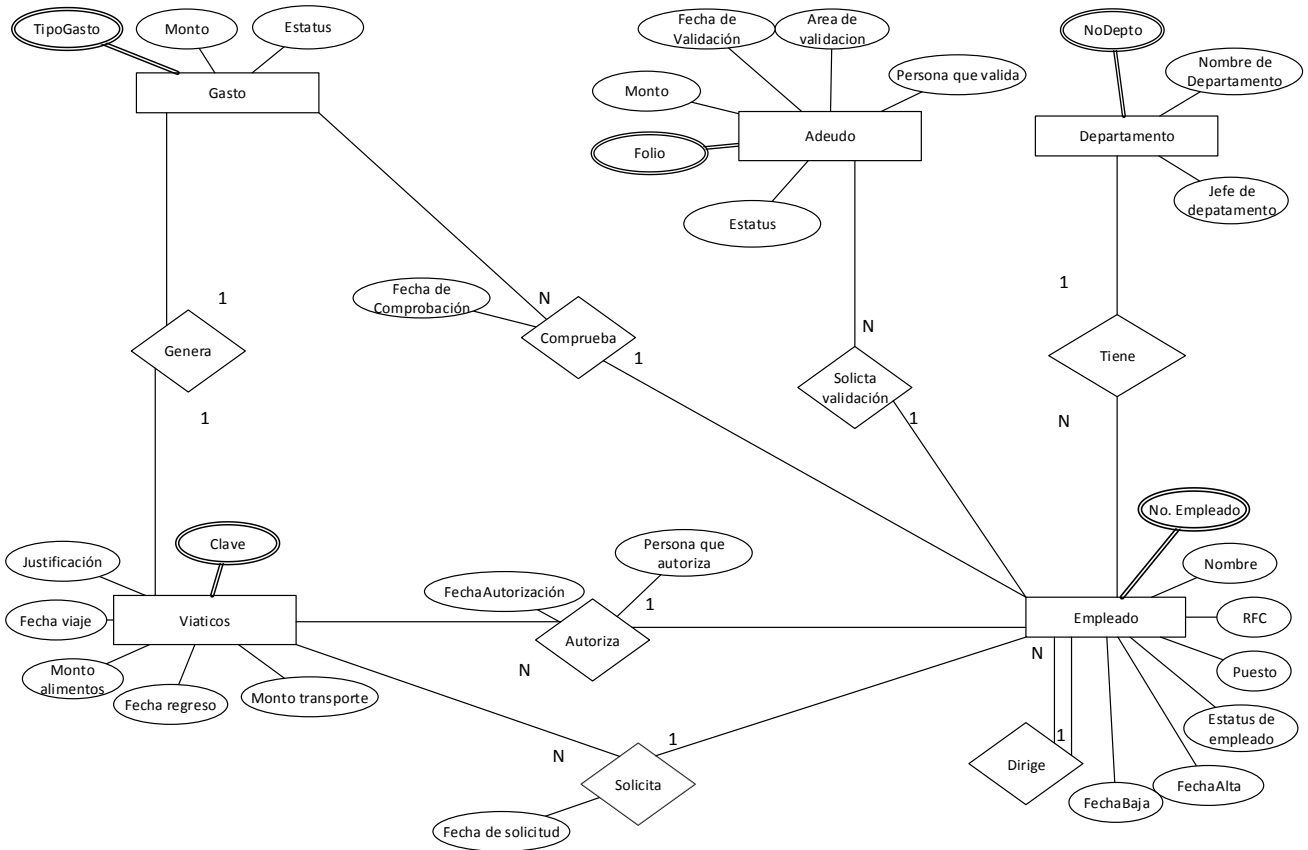 TipoGasto
Monto
Estatus
Gasto
Fecha de
Validación
Area de
validacion
Persona que valida
Monto
Adeudo
Folio
Estatus
NoDepto
Nombre de
Departamento
Departamento
Jefe de
depatamento
1
Genera
1
Fecha de
Comprobación
N
Comprueba
1
N
Solicta
validación
1
1
Tiene
N
Clave
Justificación
Fecha viaje
Viaticos
Monto
alimentos
Fecha regreso
Monto transporte
Persona que
autoriza
FechaAutorización
1
Autoriza
N
No. Empleado
Nombre
Empleado
RFC
Puesto
Estatus de
empleado
FechaAlta
FechaBaja
N
1
Dirige
N
1
Solicita
Fecha de solicitud